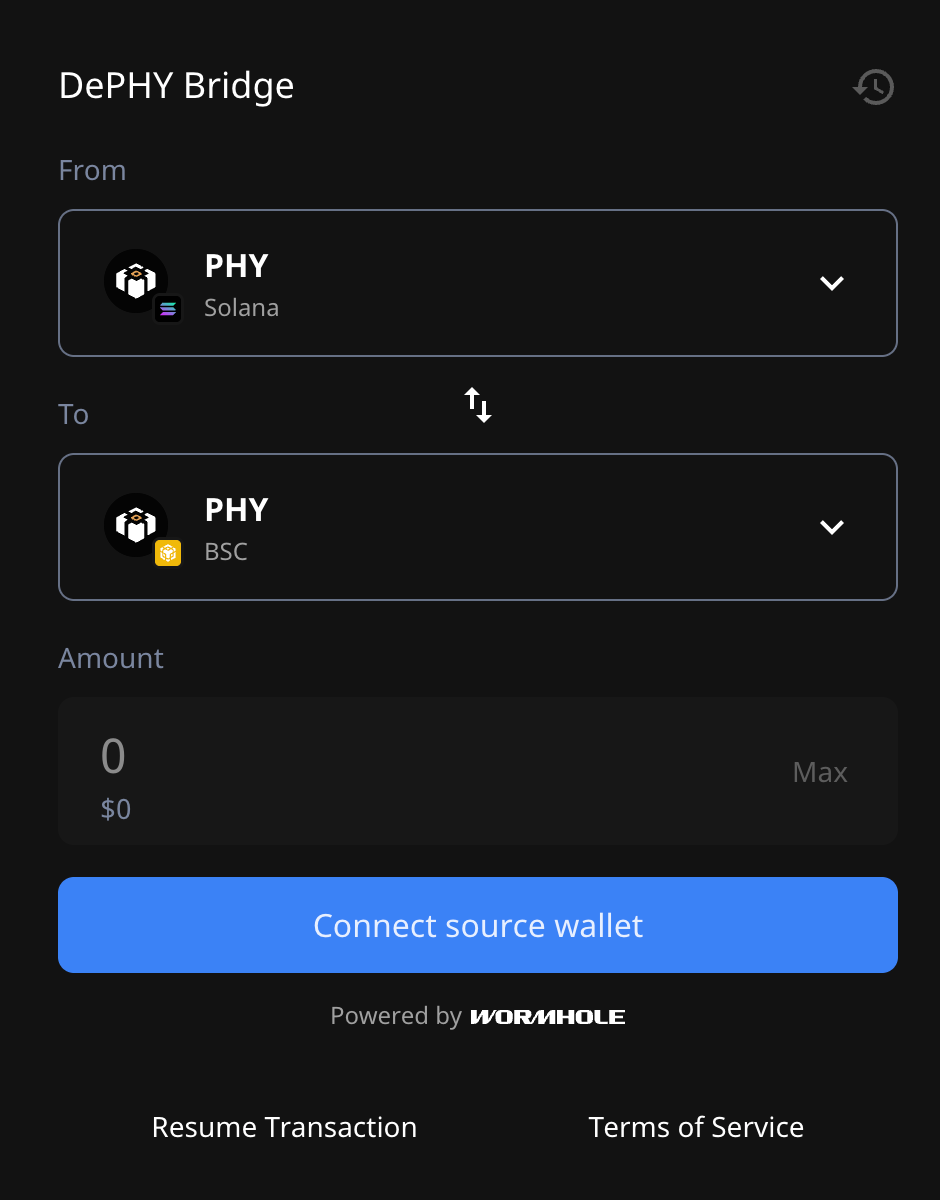 DePHY Bridge
From
PHY
Solana
To
PHY
BSC
Amount
0
$0
Max
Connect source wallet
Powered by WORMHOLE
Resume Transaction
Terms of Service